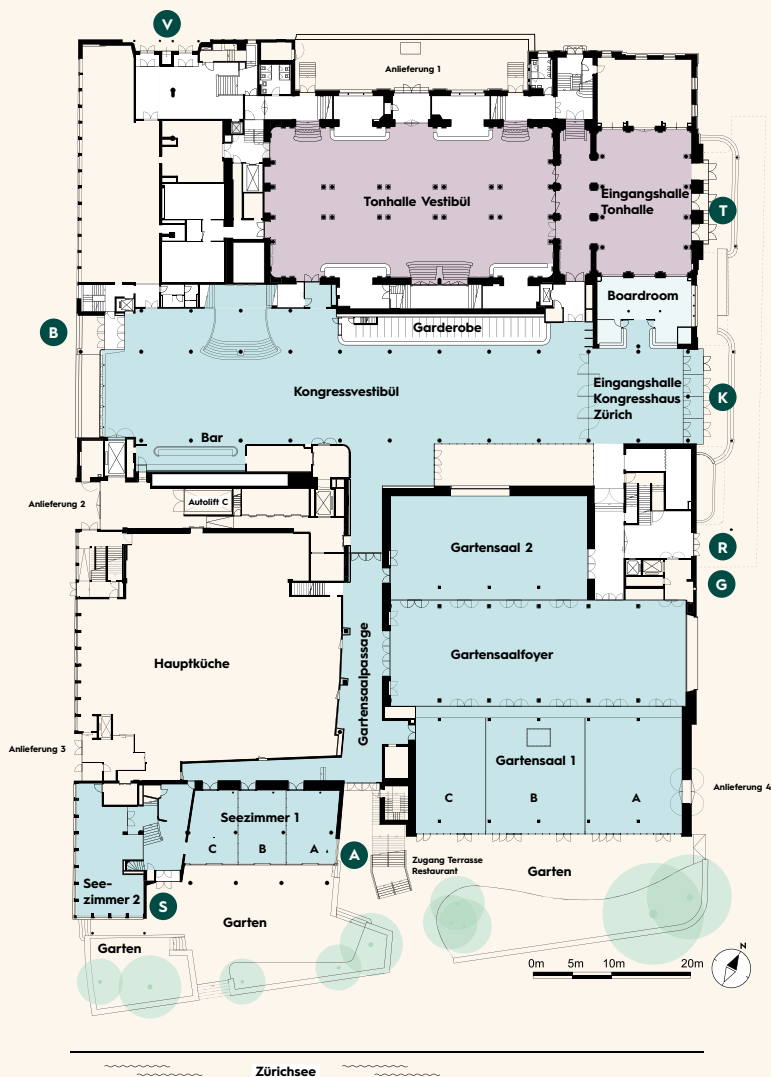 V
Anlieferung 1
Tonhalle Vestibül
Eingangshalle
Tonhalle
T
Boardroom
B
Garderobe
Kongressvestibül
Eingangshalle
Kongresshaus
Zürich
K
Bar
Anlieferung 2
Autolift C
Gartensaal 2
R
G
Gartensaalpassage
Gartensaalfoyer
Hauptküche
Anlieferung 3
Gartensaal 1
C
B
A
Anlieferung 4
Seezimmer 1
C
B
A
A
Zugang Terrasse
Restaurant
Garten
See-
zimmer 2
S
Garten
Garten
N
0m 5m 10m 20m
Zürichsee